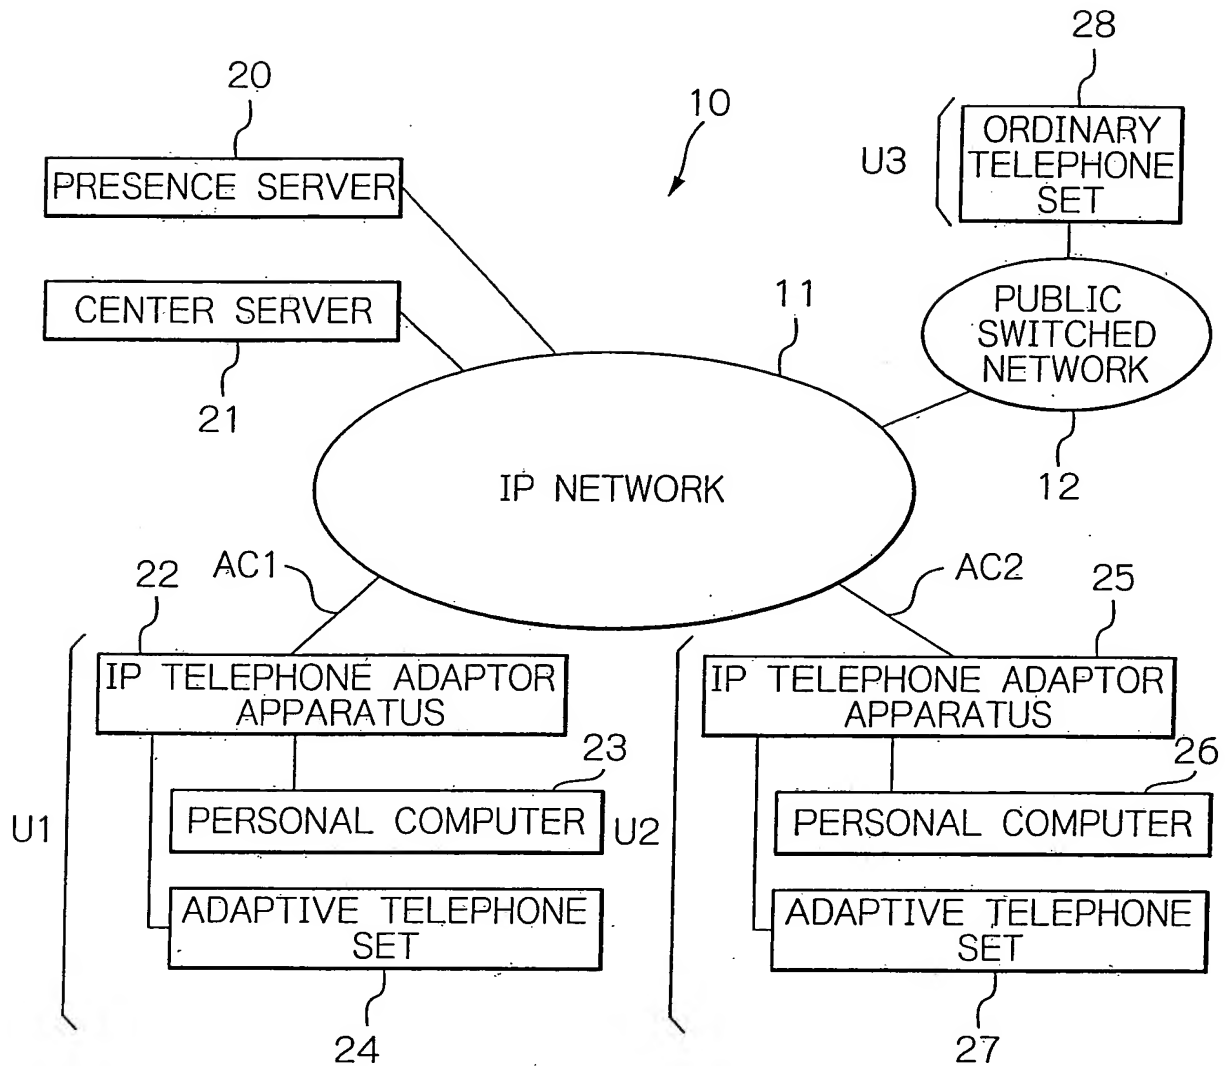 28
20
10
ORDINARY
TELEPHONE
SET
U3
PRESENCE SERVER
11
PUBLIC
SWITCHED
NETWORK
CENTER SERVER
21
12
IP NETWORK
AC1
AC2
22
25
IP TELEPHONE ADAPTOR
APPARATUS
IP TELEPHONE ADAPTOR
APPARATUS
23
26
U1
PERSONAL COMPUTER
U2
PERSONAL COMPUTER
ADAPTIVE TELEPHONE
SET
ADAPTIVE TELEPHONE
SET
24
27